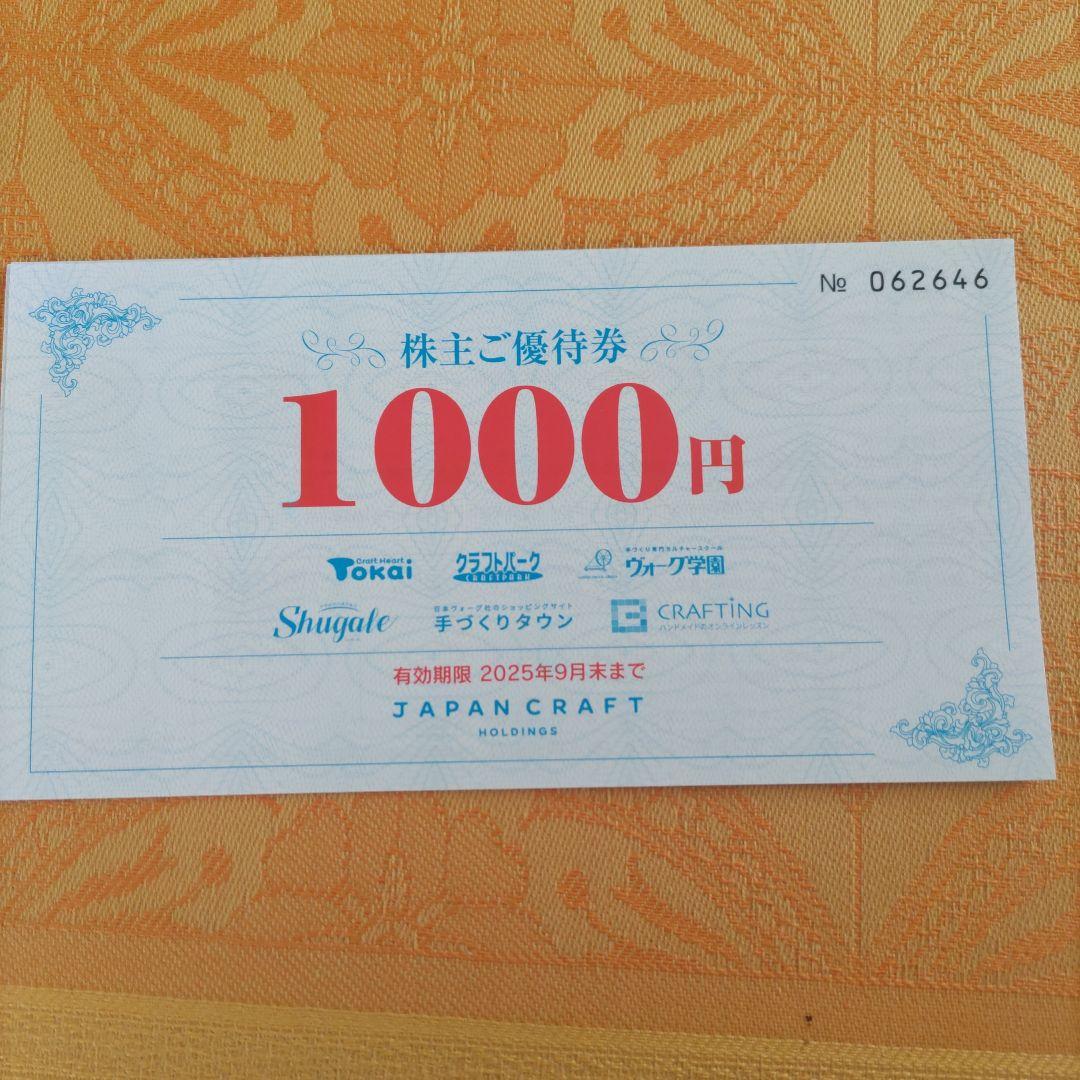 № 062646
株主ご優待券
1000円
Craft Heart
Tokai
クラフトパーク
CRAFTPARK
手づくり専門カルチャースクール
ヴォーグ学園
Shugale
日本ヴォーグ社のショッピングサイト
手づくりタウン
CRAFTING
ハンドメイドのオンラインレッスン
有効期限 2025年9月末まで
JAPAN CRAFT
HOLDINGS